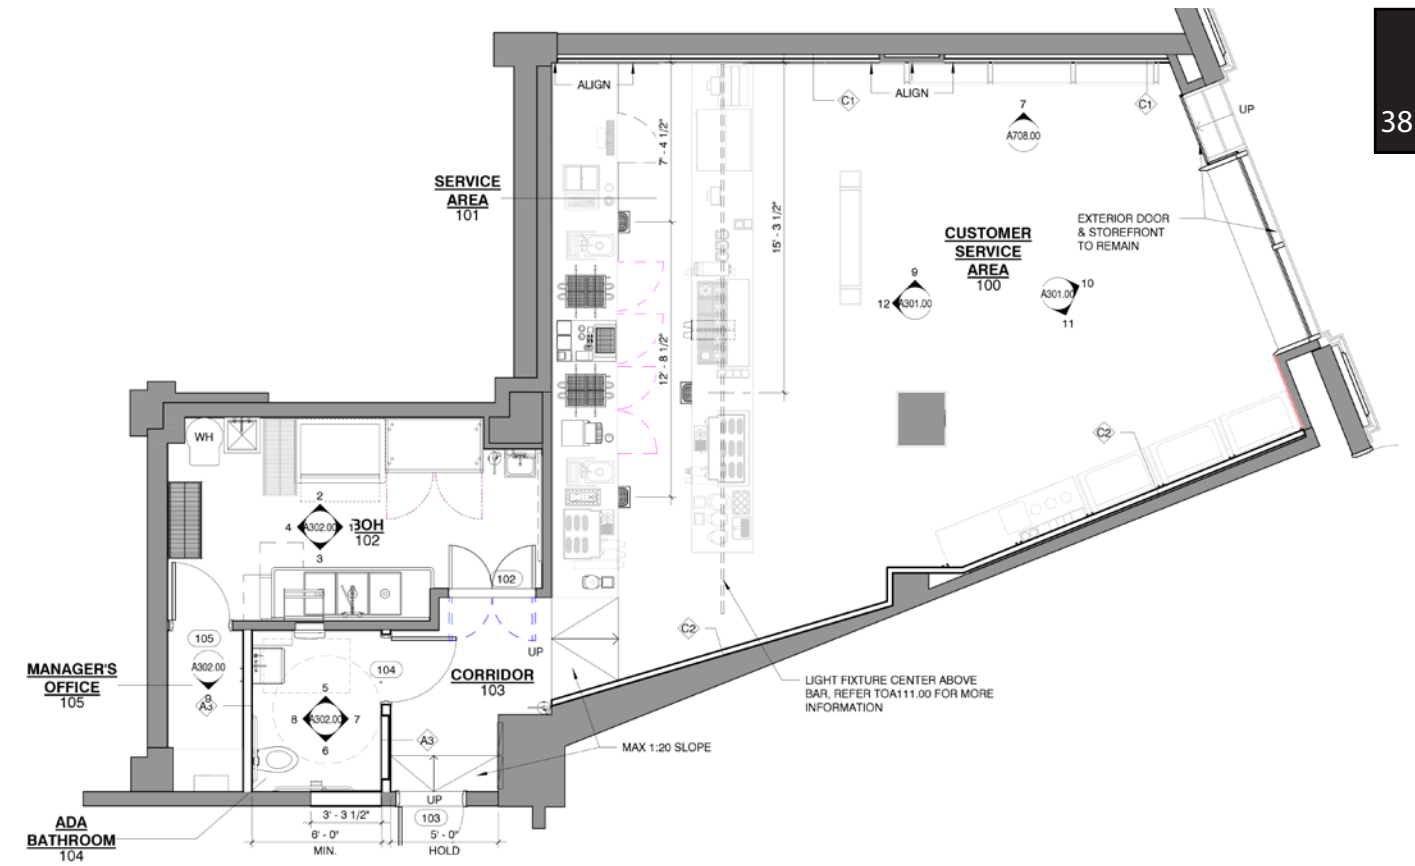 38
UP
ALIGN
ALIGN
C1
C1
7
A708.00
7' - 4 1/2"
SERVICE
AREA
101
15' - 3 1/2"
EXTERIOR DOOR
& STOREFRONT
TO REMAIN
CUSTOMER
SERVICE
AREA
100
9
12
A301.00
A301.00
10
11
12' - 8 1/2"
WH
C2
2
4
A302.00
1
3
BOH
102
102
C2
UP
105
MANAGER'S
OFFICE
105
A302.00
9
A3
104
CORRIDOR
103
5
8
A302.00
7
6
A3
LIGHT FIXTURE CENTER ABOVE
BAR, REFER TOA111.00 FOR MORE
INFORMATION
MAX 1:20 SLOPE
UP
103
3' - 3 1/2"
6' - 0"
MIN.
5' - 0"
HOLD
ADA
BATHROOM
104